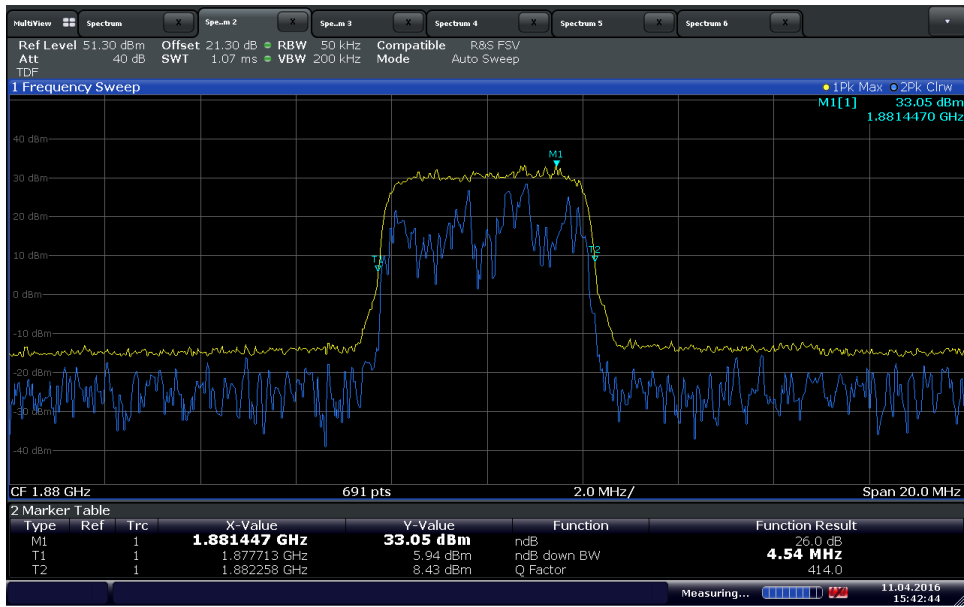 MultiView Spectrum X Spe..m 2 X Spe..m 3 X Spectrum 4 X Spectrum 5 X Spectrum 6 X
Ref Level 51.30 dBm Offset 21.30 dB RBW 50 kHz Compatible R&S FSV
Att 40 dB SWT 1.07 ms VBW 200 kHz Mode Auto Sweep
TDF
1 Frequency Sweep 1Pk Max 2Pk Clrw
M1[1] 33.05 dBm
1.8814470 GHz
40 dBm
M1
30 dBm
20 dBm
10 dBm
T1 T2
0 dBm
-10 dBm
-20 dBm
-30 dBm
-40 dBm
CF 1.88 GHz 691 pts 2.0 MHz/ Span 20.0 MHz
2 Marker Table
Type Ref Trc X-Value Y-Value Function Function Result
M1 1 1.881447 GHz 33.05 dBm ndB 26.0 dB
T1 1 1.877713 GHz 5.94 dBm ndB down BW 4.54 MHz
T2 1 1.882258 GHz 8.43 dBm Q Factor 414.0
Measuring... 11.04.2016
15:42:44